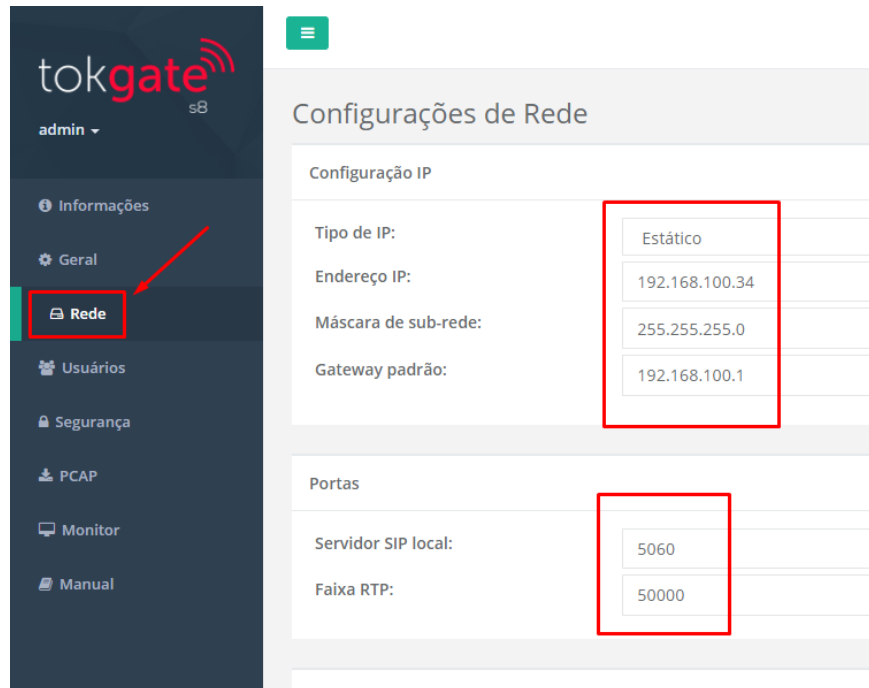 tokgate
s8
admin
Informações
Geral
Rede
Usuários
Segurança
PCAP
Monitor
Manual
Configurações de Rede
Configuração IP
Tipo de IP: Estático
Endereço IP: 192.168.100.34
Máscara de sub-rede: 255.255.255.0
Gateway padrão: 192.168.100.1
Portas
Servidor SIP local: 5060
Faixa RTP: 50000